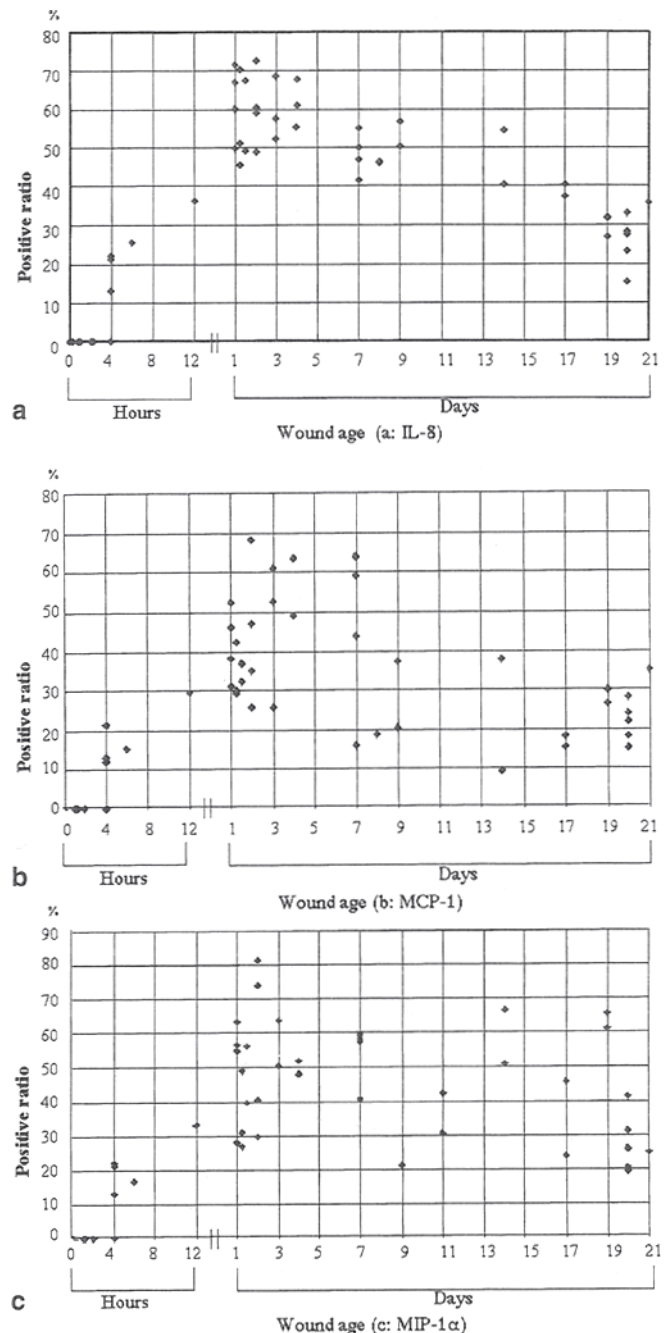 %
80
70
60
50
40
30
20
10
0
Positive ratio
0 4 8 12 1 3 5 7 9 11 13 15 17 19 21
Hours Days
a
Wound age (a: IL-8)
%
80
70
60
50
40
30
20
10
0
Positive ratio
0 4 8 12 1 3 5 7 9 11 13 15 17 19 21
Hours Days
b
Wound age (b: MCP-1)
%
90
80
70
60
50
40
30
20
10
0
Positive ratio
0 4 8 12 1 3 5 7 9 11 13 15 17 19 21
Hours Days
c
Wound age (c: MIP-1α)